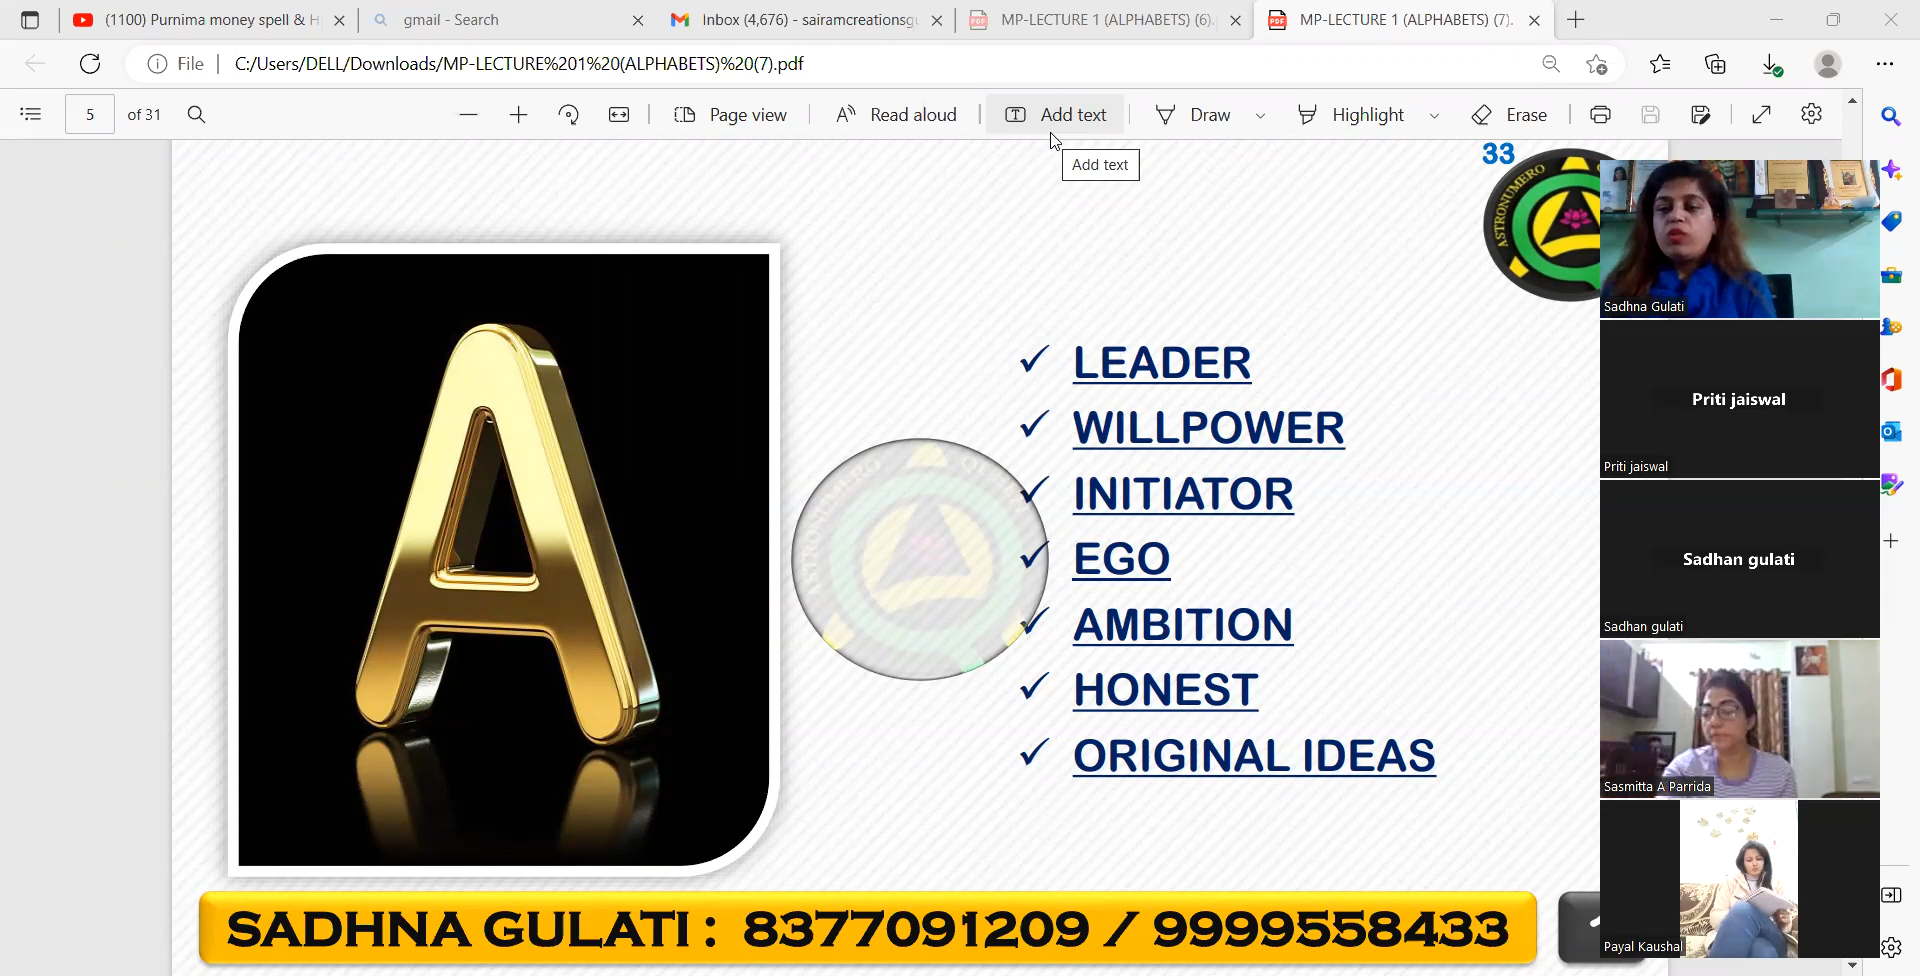 (1100) Purnima money spell & H
gmail - Search
Inbox (4,676) - sairamcreationsgu
MP-LECTURE 1 (ALPHABETS) (6).
MP-LECTURE 1 (ALPHABETS) (7).
File
C:/Users/DELL/Downloads/MP-LECTURE%201%20(ALPHABETS)%20(7).pdf
5 of 31
Page view
Read aloud
Add text
Draw
Highlight
Erase
Add text
33
ASTRONUMERO
A
LEADER
WILLPOWER
INITIATOR
EGO
AMBITION
HONEST
ORIGINAL IDEAS
ASTRONUMERO
SADHNA GULATI : 8377091209 / 9999558433
Sadhna Gulati
Priti jaiswal
Priti jaiswal
Sadhan gulati
Sadhan gulati
Sasmitta A Parrida
Payal Kaushal